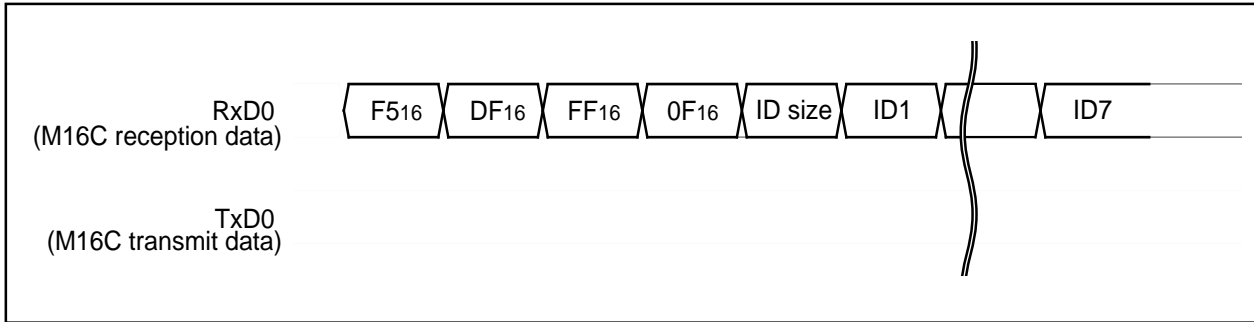 RxD0
(M16C reception data)
F516 DF16 FF16 0F16 ID size ID1 ID7
TxD0
(M16C transmit data)